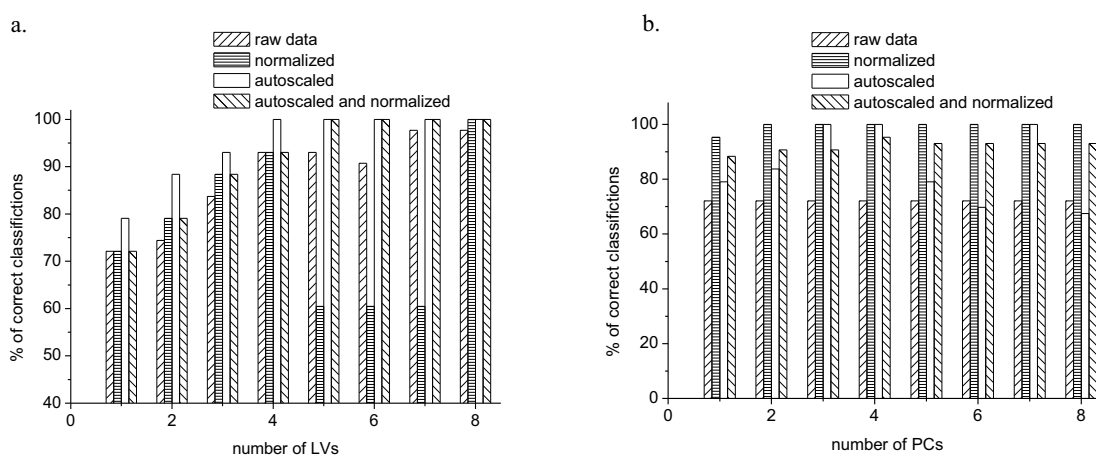 a.
raw data
normalized
autoscaled
autoscaled and normalized
100
90
80
70
60
50
40
% of correct classifictions
0 2 4 6 8
number of LVs
b.
raw data
normalized
autoscaled
autoscaled and normalized
100
80
60
40
20
0
% of correct classifictions
0 2 4 6 8
number of PCs